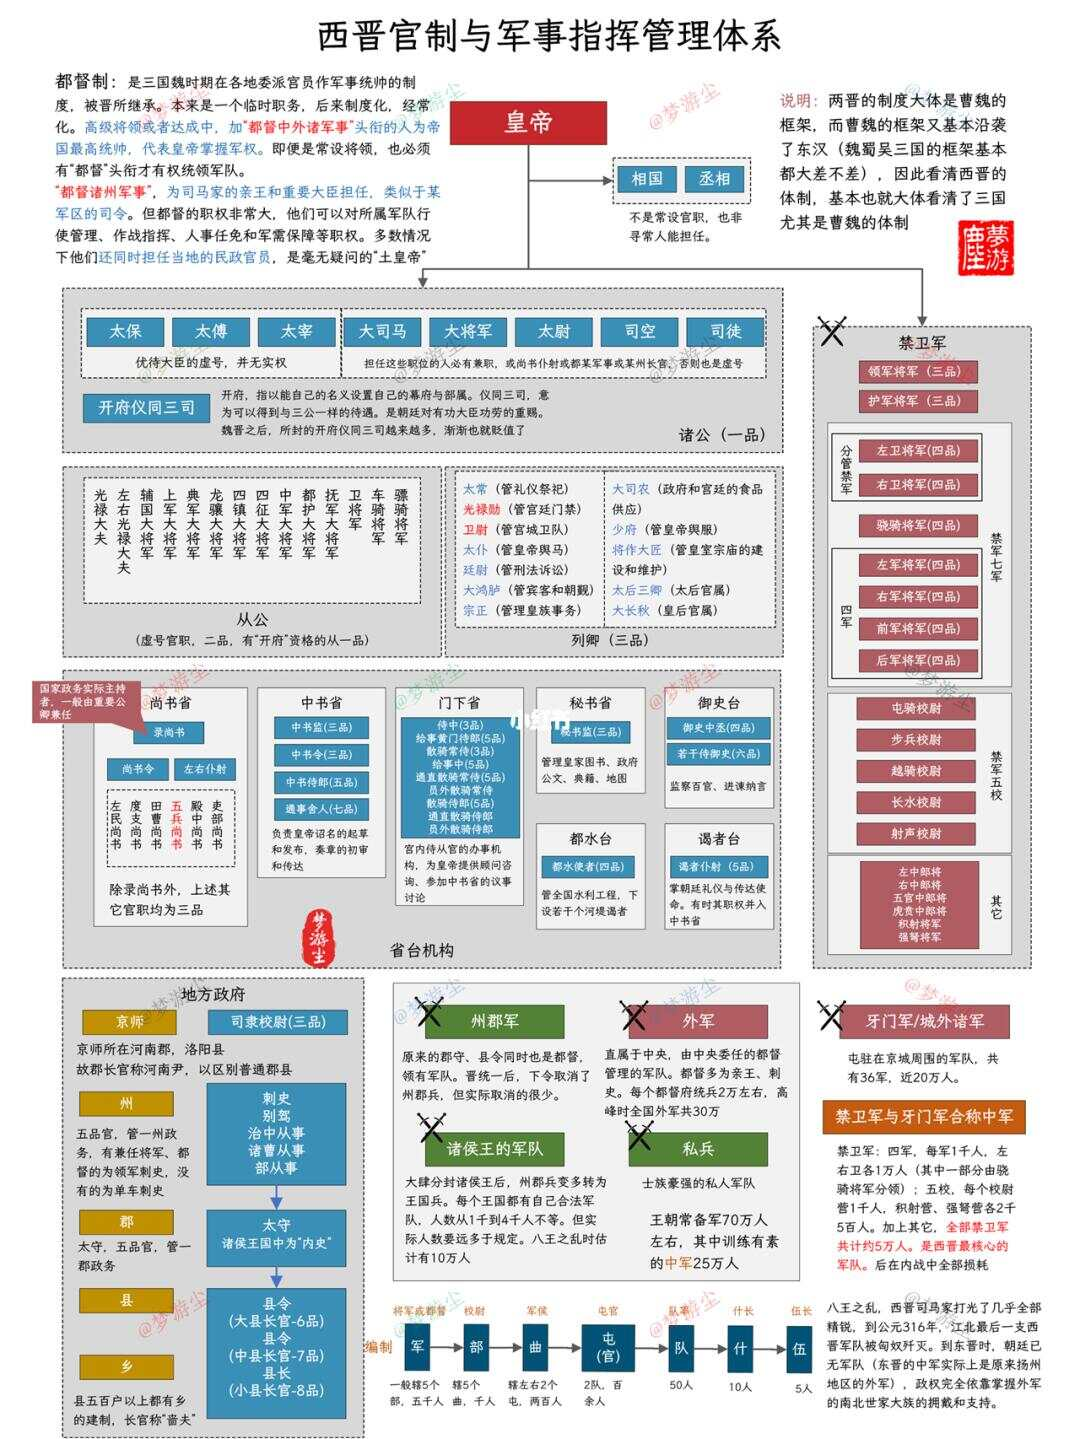 西晋官制与军事指挥管理体系
都督制：是三国魏时期在各地委派官员作军事统帅的制
度，被晋所继承。本来是一个临时职务，后来制度化，经常
化。高级将领或者达成中，加“都督中外诸军事”头衔的人为帝
国最高统帅，代表皇帝掌握军权。即便是常设将领，也必须
有“都督”头衔才有权统领军队。
“都督诸州军事”，为司马家的亲王和重要大臣担任，类似于某
军区的司令。但都督的职权非常大，他们可以对所属军队行
使管理、作战指挥、人事任免和军需保障等职权。多数情况
下他们还同时担任当地的民政官员，是毫无疑问的“土皇帝”
皇帝
相国
丞相
不是常设官职，也非
寻常人能担任。
说明：两晋的制度大体是曹魏的
框架，而曹魏的框架又基本沿袭
了东汉（魏蜀吴三国的框架基本
都大差不差），因此看清西晋的
体制，基本也就大体看清了三国
尤其是曹魏的体制
夢游塵
太保
太傅
太宰
大司马
大将军
太尉
司空
司徒
优待大臣的虚号，并无实权
担任这些职位的人必有兼职，或尚书仆射或都某军事或某州长官，否则也是虚号
开府仪同三司
开府，指以能自己的名义设置自己的幕府与部属。仪同三司，意
为可以得到与三公一样的待遇。是朝廷对有功大臣功劳的重赐。
魏晋之后，所封的开府仪同三司越来越多，渐渐也就贬值了
诸公（一品）
光禄大夫
左右光禄大夫
辅国大将军
上军大将军
典军大将军
龙骧大将军
四镇大将军
四征大将军
中军大将军
都护大将军
抚军大将军
卫将军
车骑将军
骠骑将军
从公
（虚号官职，二品，有“开府”资格的从一品）
太常（管礼仪祭祀）
光禄勋（管宫廷门禁）
卫尉（管宫城卫队）
太仆（管皇帝舆马）
廷尉（管刑法诉讼）
大鸿胪（管宾客和朝觐）
宗正（管理皇族事务）
大司农（政府和宫廷的食品
供应）
少府（管皇帝舆服）
将作大匠（管皇室宗庙的建
设和维护）
太后三卿（太后官属）
大长秋（皇后官属）
列卿（三品）
禁卫军
领军将军（三品）
护军将军（三品）
分管禁军
左卫将军(四品)
右卫将军(四品)
骁骑将军(四品)
禁军七军
四军
左军将军(四品)
右军将军(四品)
前军将军(四品)
后军将军(四品)
屯骑校尉
步兵校尉
越骑校尉
长水校尉
射声校尉
禁军五校
左中郎将
右中郎将
五官中郎将
虎贲中郎将
积射将军
强弩将军
其它
国家政务实际主持
者，一般由重要公
卿兼任
尚书省
录尚书
尚书令
左右仆射
左民尚书
度支尚书
田曹尚书
五兵尚书
殿中尚书
吏部尚书
除录尚书外，上述其
它官职均为三品
中书省
中书监(三品)
中书令(三品)
中书侍郎(五品)
通事舍人(七品)
负责皇帝诏名的起草
和发布，奏章的初审
和传达
门下省
侍中(3品)
给事黄门侍郎(5品)
散骑常侍(3品)
给事中(5品)
通直散骑常侍(5品)
员外散骑常侍
散骑侍郎(5品)
通直散骑侍郎
员外散骑侍郎
宫内侍从官的办事机
构，为皇帝提供顾问咨
询、参加中书省的议事
讨论
小红书
秘书省
秘书监(三品)
管理皇家图书、政府
公文、典籍、地图
御史台
御史中丞(四品)
若干侍御史(六品)
监察百官、进谏纳言
都水台
都水使者(四品)
管全国水利工程，下
设若干个河堤谒者
谒者台
谒者仆射（5品）
掌朝廷礼仪与传达使
命。有时其职权并入
中书省
梦游尘
省台机构
地方政府
京师
司隶校尉(三品)
京师所在河南郡，洛阳县
故郡长官称河南尹，以区别普通郡县
州
五品官，管一州政
务，有兼任将军、都
督的为领军刺史，没
有的为单车刺史
刺史
别驾
治中从事
诸曹从事
部从事
郡
太守，五品官，管一
郡政务
太守
诸侯王国中为“内史”
县
县令
(大县长官-6品)
县令
(中县长官-7品)
县长
(小县长官-8品)
乡
县五百户以上都有乡
的建制，长官称“啬夫”
州郡军
原来的郡守、县令同时也是都督，
领有军队。晋统一后，下令取消了
州郡兵，但实际取消的很少。
外军
直属于中央，由中央委任的都督
管理的军队。都督多为亲王、刺
史。每个都督府统兵2万左右，高
峰时全国外军共30万
诸侯王的军队
大肆分封诸侯王后，州郡兵变多转为
王国兵。每个王国都有自己合法军
队，人数从1千到4千人不等。但实
际人数要远多于规定。八王之乱时估
计有10万人
私兵
士族豪强的私人军队
王朝常备军70万人
左右，其中训练有素
的中军25万人
牙门军/城外诸军
屯驻在京城周围的军队，共
有36军，近20万人。
禁卫军与牙门军合称中军
禁卫军：四军，每军1千人，左
右卫各1万人（其中一部分由骁
骑将军分领）；五校，每个校尉
营1千人，积射营、强弩营各2千
5百人。加上其它，全部禁卫军
共计约5万人。是西晋最核心的
军队。后在内战中全部损耗
编制
将军或都督
校尉
军侯
屯官
队率
什长
伍长
军
部
曲
屯
(官)
队
什
伍
一般辖5个
部，五千人
辖5个
曲，千人
辖左右2个
屯，两百人
2队，百
余人
50人
10人
5人
八王之乱，西晋司马家打光了几乎全部
精锐，到公元316年，江北最后一支西
晋军队被匈奴歼灭。到东晋时，朝廷已
无军队（东晋的中军实际上是原来扬州
地区的外军），政权完全依靠掌握外军
的南北世家大族的拥戴和支持。
@梦游尘